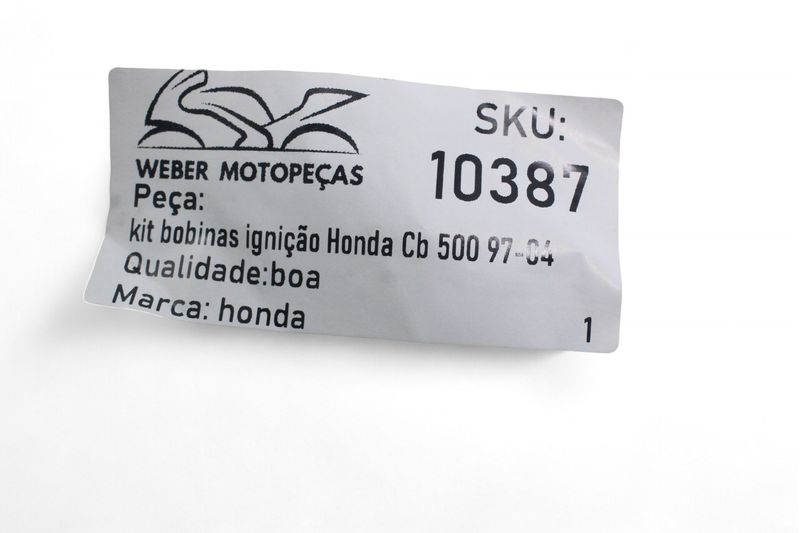 WEBER MOTOPEÇAS
SKU:
10387
Peça:
kit bobinas ignição Honda Cb 500 97-04
Qualidade:boa
Marca: honda
1